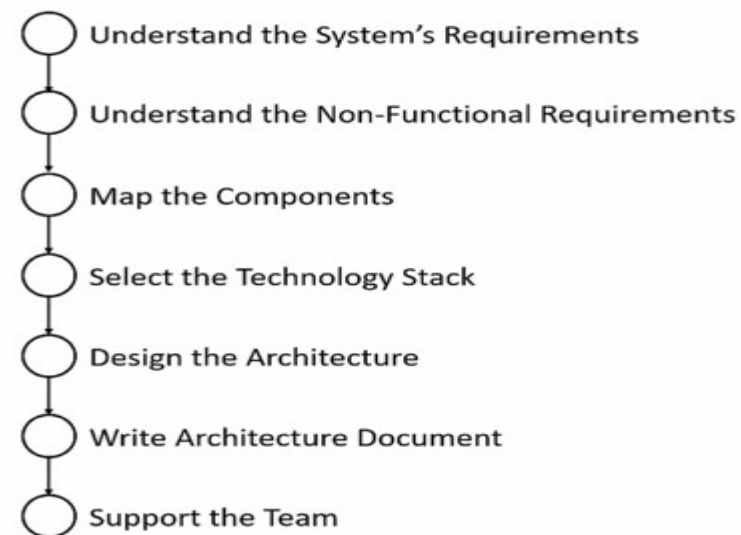 Understand the System’s Requirements
Understand the Non-Functional Requirements
Map the Components
Select the Technology Stack
Design the Architecture
Write Architecture Document
Support the Team